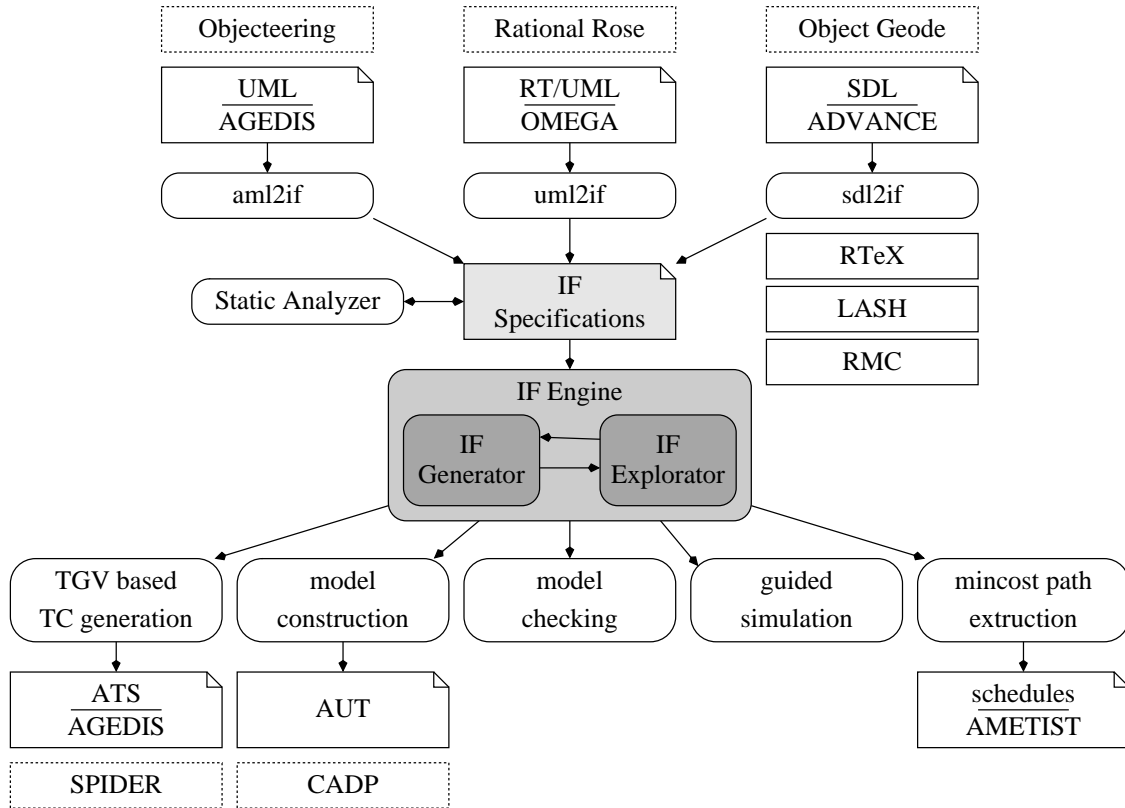 Objecteering
Rational Rose
Object Geode
UML
AGEDIS
RT/UML
OMEGA
SDL
ADVANCE
aml2if
uml2if
sdl2if
RTeX
Static Analyzer
IF
Specifications
LASH
RMC
IF Engine
IF
Generator
IF
Explorator
TGV based
TC generation
model
construction
model
checking
guided
simulation
mincost path
extruction
ATS
AGEDIS
AUT
schedules
AMETIST
SPIDER
CADP